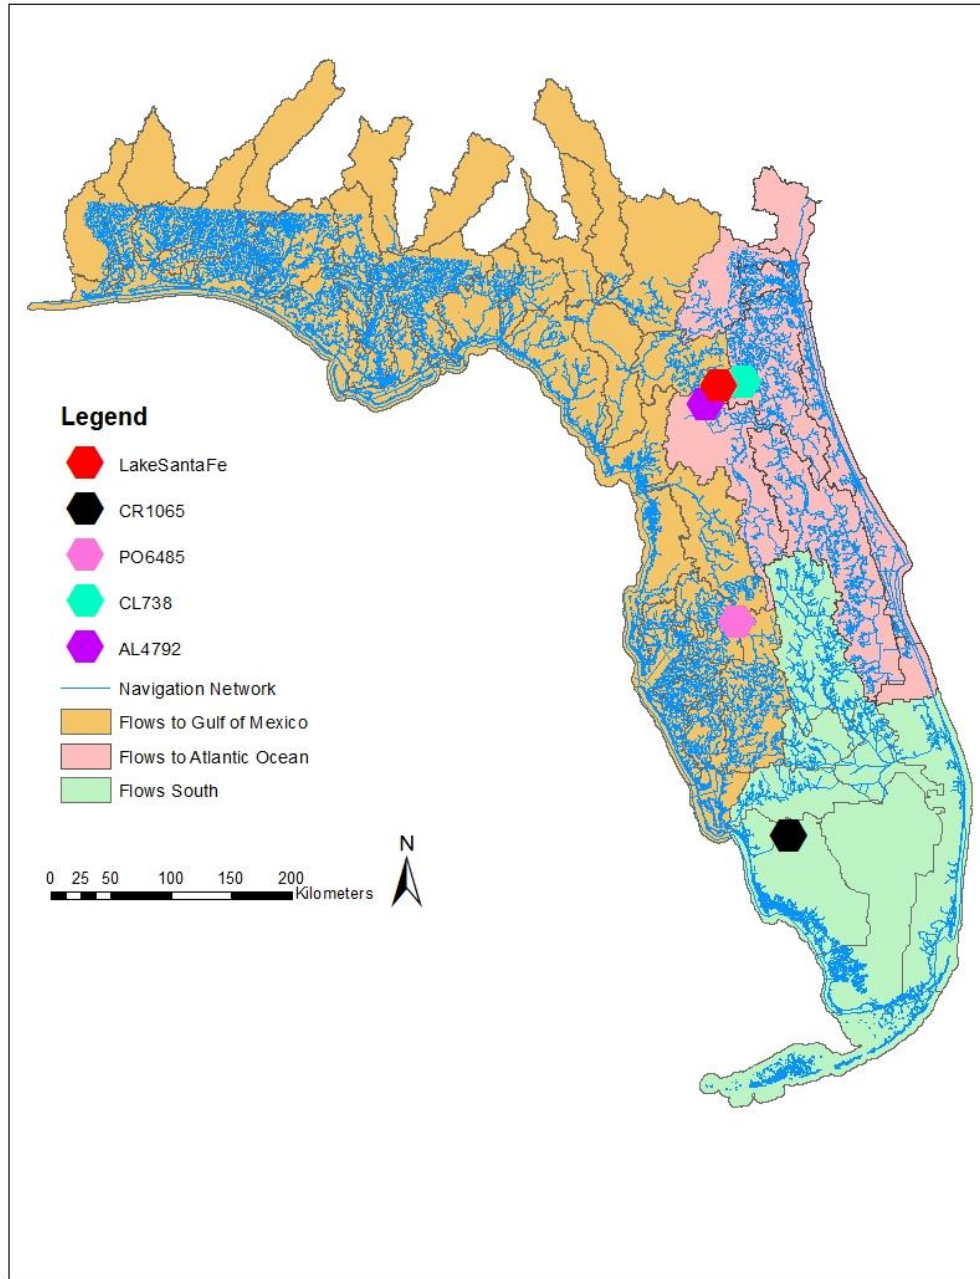 Legend
LakeSantaFe
CR1065
PO6485
CL738
AL4792
Navigation Network
Flows to Gulf of Mexico
Flows to Atlantic Ocean
Flows South
N
0 25 50 100 150 200
Kilometers